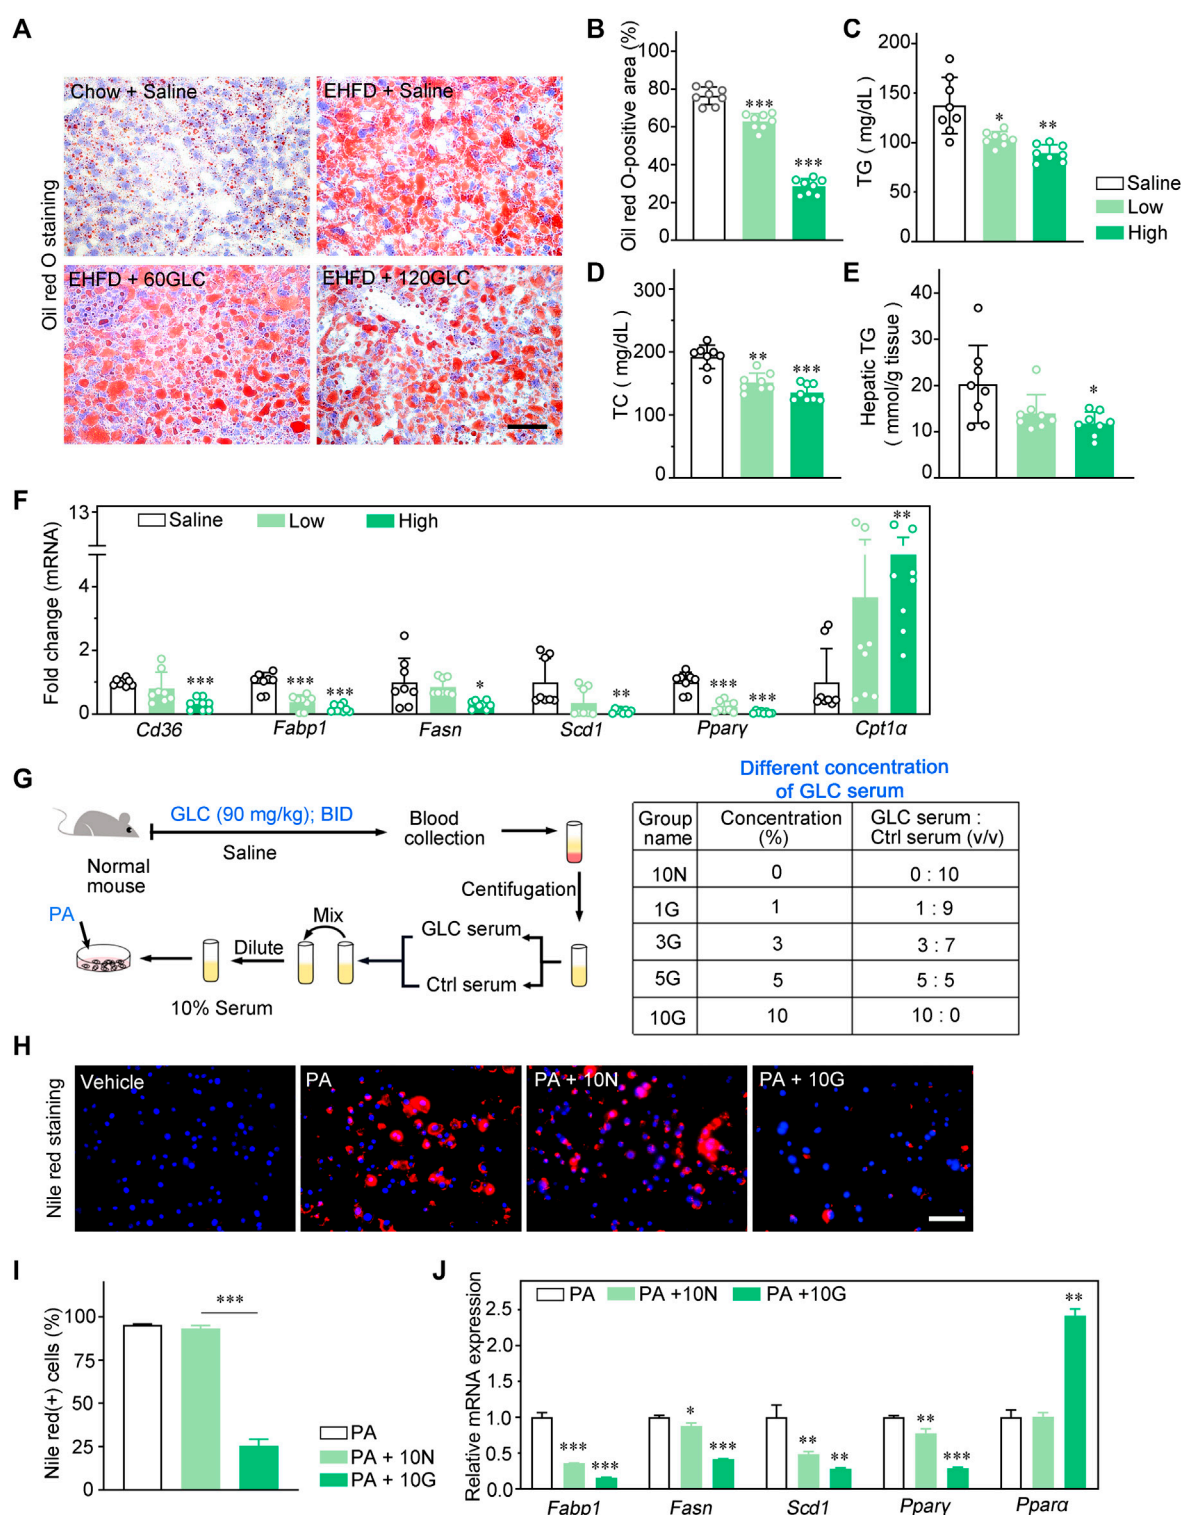 A
Oil red O staining
Chow + Saline
EHFD + Saline
EHFD + 60GLC
EHFD + 120GLC
B
Oil red O-positive area (%)
100
80
60
40
20
0
***
***
C
TG ( mg/dL)
200
150
100
50
0
*
**
Saline
Low
High
D
TC ( mg/dL)
300
200
100
0
**
***
E
Hepatic TG
( mmol/g tissue)
40
30
20
10
0
*
F
Fold change (mRNA)
13
4
2
0
Saline
Low
High
***
***
***
*
**
***
***
**
Cd36
Fabp1
Fasn
Scd1
Pparγ
Cpt1α
G
GLC (90 mg/kg); BID
Saline
Normal
mouse
Blood
collection
Centifugation
GLC serum
Ctrl serum
Mix
Dilute
10% Serum
PA
Different concentration
of GLC serum
Group name Concentration (%) GLC serum : Ctrl serum (v/v)
10N 0 0 : 10
1G 1 1 : 9
3G 3 3 : 7
5G 5 5 : 5
10G 10 10 : 0
H
Nile red staining
Vehicle
PA
PA + 10N
PA + 10G
I
Nile red(+) cells (%)
100
75
50
25
0
***
PA
PA + 10N
PA + 10G
J
Relative mRNA expression
2.5
2.0
1.5
1.0
0.5
0.0
PA
PA +10N
PA +10G
***
***
*
***
**
**
**
***
**
Fabp1
Fasn
Scd1
Pparγ
Pparα